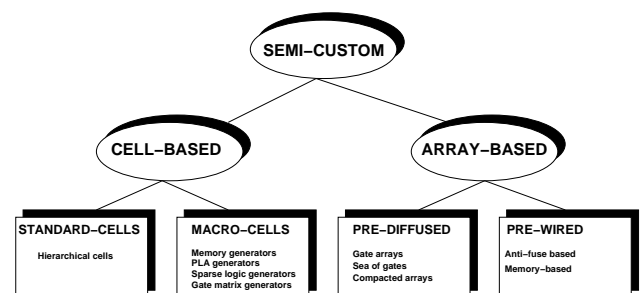 SEMI−CUSTOM
CELL−BASED
ARRAY−BASED
STANDARD−CELLS
Hierarchical cells
MACRO−CELLS
Memory generators
PLA generators
Sparse logic generators
Gate matrix generators
PRE−DIFFUSED
Gate arrays
Sea of gates
Compacted arrays
PRE−WIRED
Anti−fuse based
Memory−based